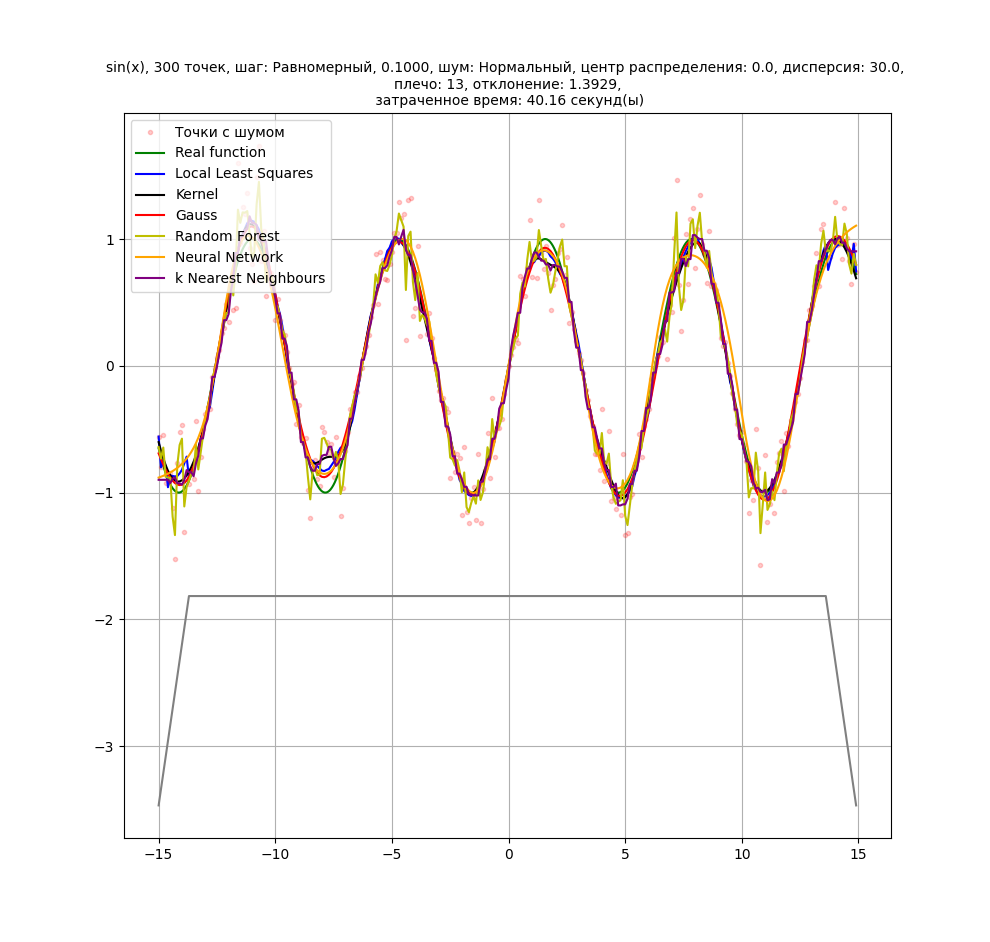 sin(x), 300 точек, шаг: Равномерный, 0.1000, шум: Нормальный, центр распределения: 0.0, дисперсия: 30.0,
плечо: 13, отклонение: 1.3929,
затраченное время: 40.16 секунд(ы)
Точки с шумом
Real function
Local Least Squares
Kernel
Gauss
Random Forest
Neural Network
k Nearest Neighbours
1
0
−1
−2
−3
−15
−10
−5
0
5
10
15